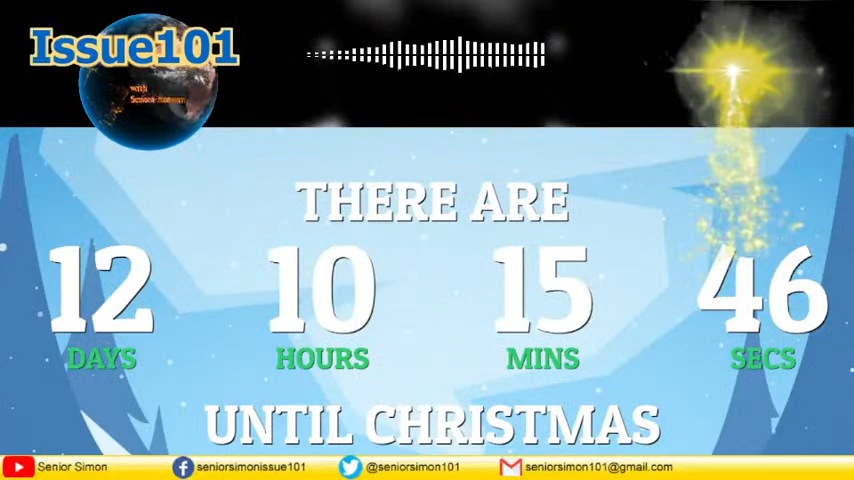 Issue101
with
THERE ARE
12 10 15 46
DAYS HOURS MINS SECS
UNTIL CHRISTMAS
Senior Simon seniorsimonissue101 @seniorsimon101 seniorsimon101@gmail.com